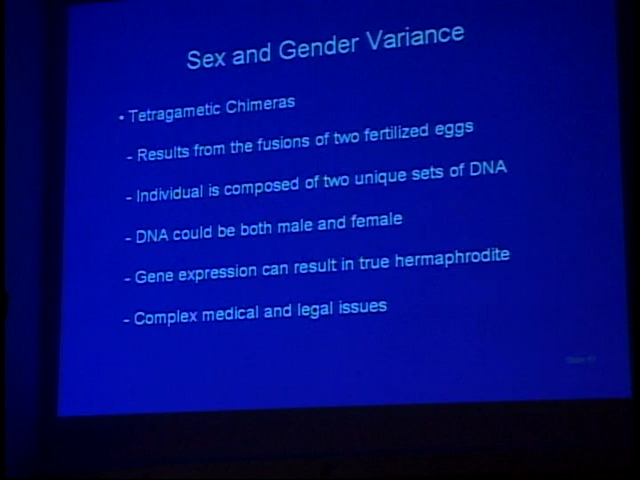 Sex and Gender Variance
• Tetragametic Chimeras
- Results from the fusions of two fertilized eggs
- Individual is composed of two unique sets of DNA
- DNA could be both male and female
- Gene expression can result in true hermaphrodite
- Complex medical and legal issues